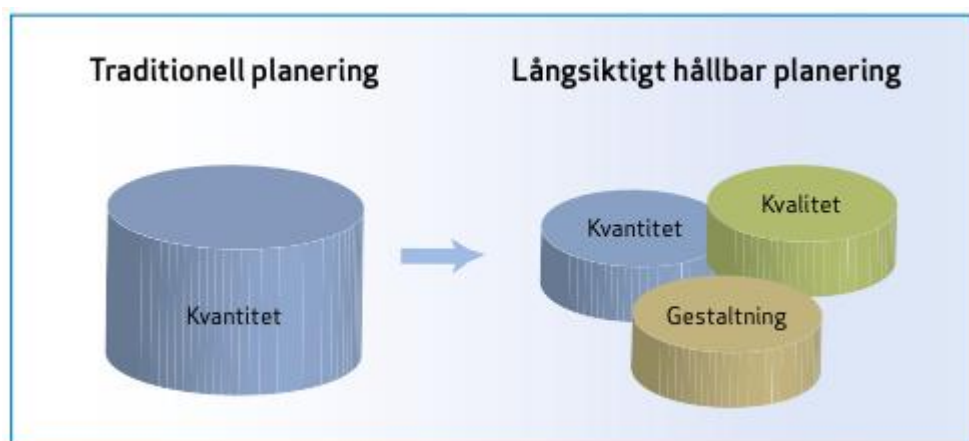 Traditionell planering
Långsiktigt hållbar planering
Kvantitet
Kvantitet
Kvalitet
Gestaltning